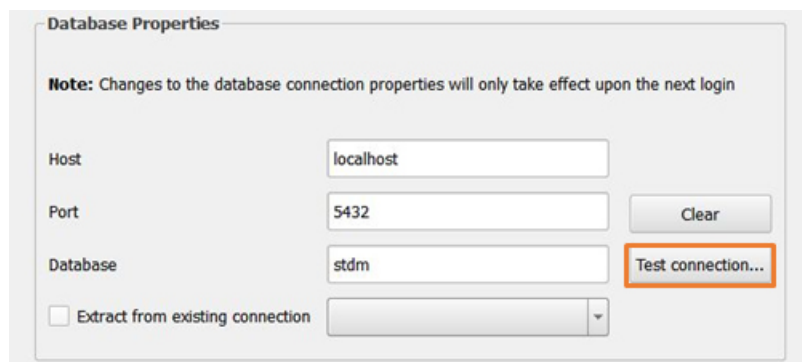 Database Properties
Note: Changes to the database connection properties will only take effect upon the next login
Host localhost
Port 5432 Clear
Database stdm Test connection...
Extract from existing connection